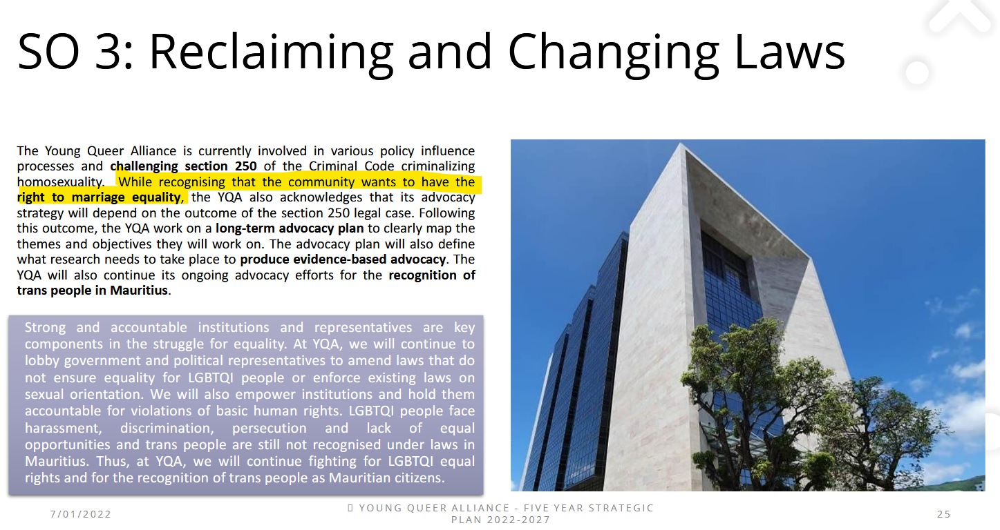 SO 3: Reclaiming and Changing Laws
The Young Queer Alliance is currently involved in various policy influence
processes and challenging section 250 of the Criminal Code criminalizing
homosexuality. While recognising that the community wants to have the
right to marriage equality, the YQA also acknowledges that its advocacy
strategy will depend on the outcome of the section 250 legal case. Following
this outcome, the YQA work on a long-term advocacy plan to clearly map the
themes and objectives they will work on. The advocacy plan will also define
what research needs to take place to produce evidence-based advocacy. The
YQA will also continue its ongoing advocacy efforts for the recognition of
trans people in Mauritius.
Strong and accountable institutions and representatives are key
components in the struggle for equality. At YQA, we will continue to
lobby government and political representatives to amend laws that do
not ensure equality for LGBTQI people or enforce existing laws on
sexual orientation. We will also empower institutions and hold them
accountable for violations of basic human rights. LGBTQI people face
harassment, discrimination, persecution and lack of equal
opportunities and trans people are still not recognised under laws in
Mauritius. Thus, at YQA, we will continue fighting for LGBTQI equal
rights and for the recognition of trans people as Mauritian citizens.
7/01/2022
YOUNG QUEER ALLIANCE - FIVE YEAR STRATEGIC
PLAN 2022-2027
25